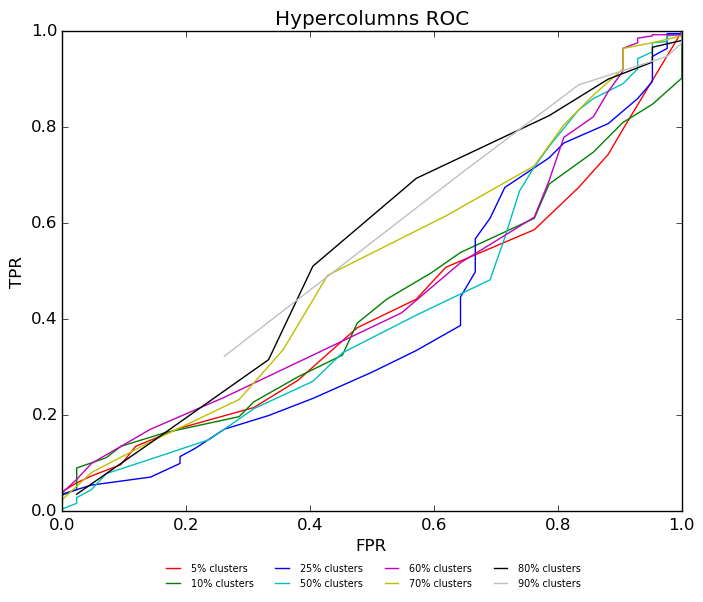 Hypercolumns ROC
1.0
0.8
0.6
0.4
0.2
0.0
TPR
0.0 0.2 0.4 0.6 0.8 1.0
FPR
5% clusters 25% clusters 60% clusters 80% clusters
10% clusters 50% clusters 70% clusters 90% clusters